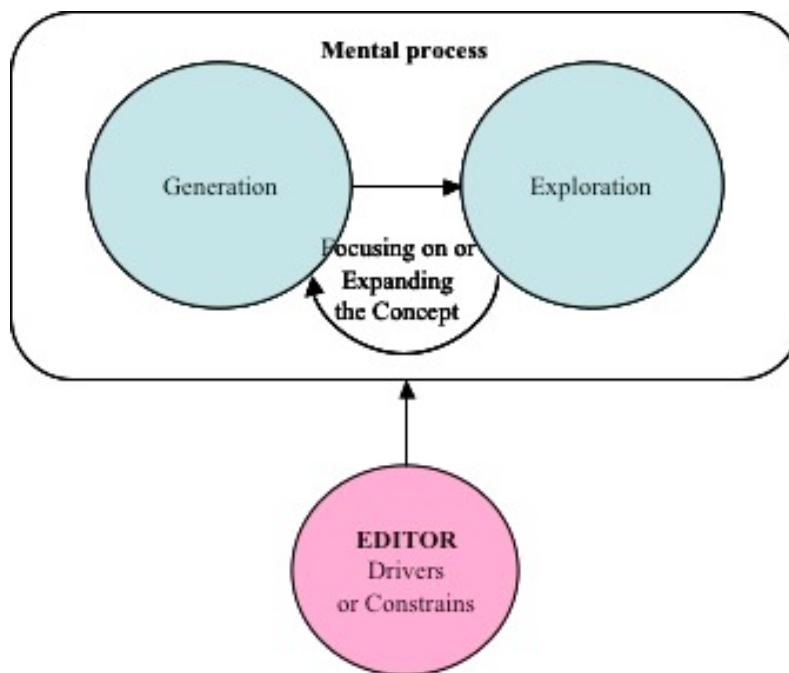 Mental process
Generation
Exploration
Focusing on or
Expanding
the Concept
EDITOR
Drivers
or Constrains